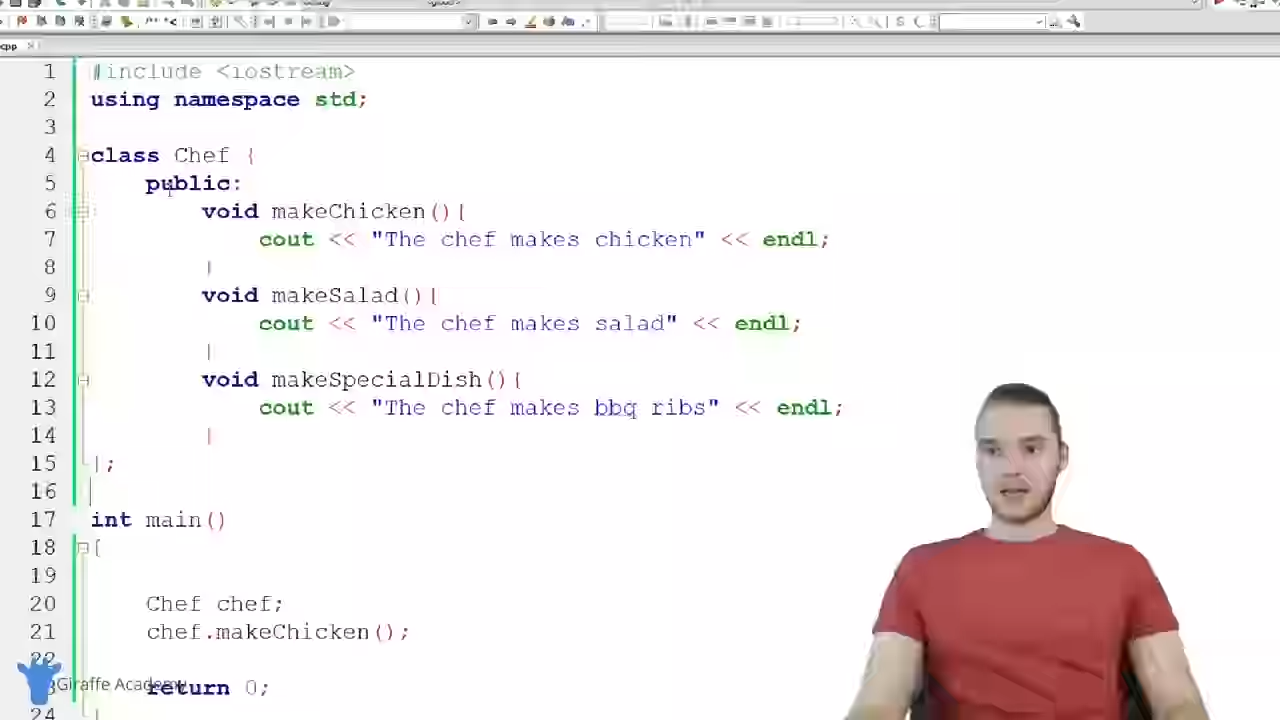 cpp
1 #include <iostream>
2 using namespace std;
3
4 class Chef {
5 public:
6 void makeChicken(){
7 cout << "The chef makes chicken" << endl;
8 }
9 void makeSalad(){
10 cout << "The chef makes salad" << endl;
11 }
12 void makeSpecialDish(){
13 cout << "The chef makes bbq ribs" << endl;
14 }
15 };
16
17 int main()
18 {
19
20 Chef chef;
21 chef.makeChicken();
22
return 0;
24 }
Giraffe Academy